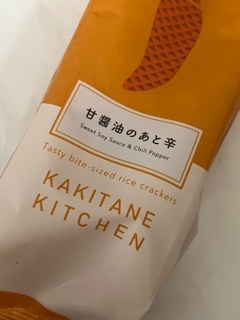 甘醤油のあと辛
Sweet Soy Sauce & Chili Pepper
Tasty bite-sized rice crackers
KAKITANE
KITCHEN